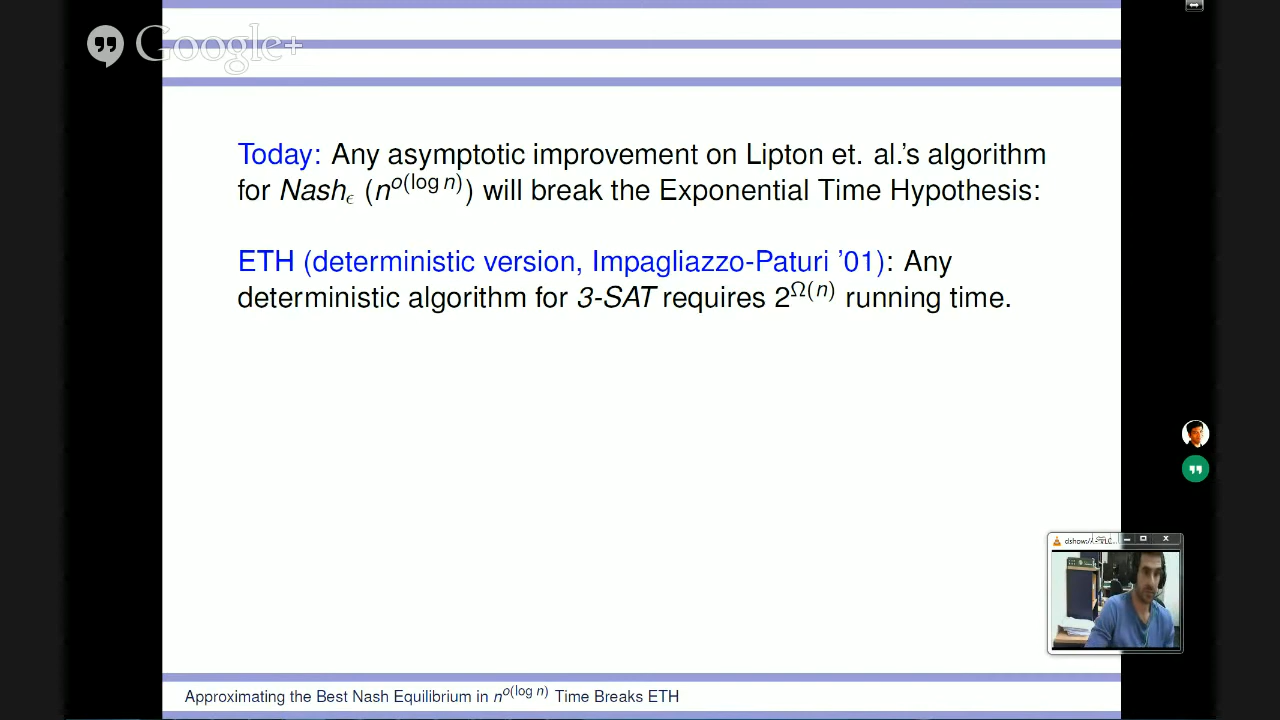 Google+
Today: Any asymptotic improvement on Lipton et. al.'s algorithm
for Nash_ϵ (n^{o(log n)}) will break the Exponential Time Hypothesis:
ETH (deterministic version, Impagliazzo-Paturi '01): Any
deterministic algorithm for 3-SAT requires 2^{Ω(n)} running time.
Approximating the Best Nash Equilibrium in n^{o(log n)} Time Breaks ETH